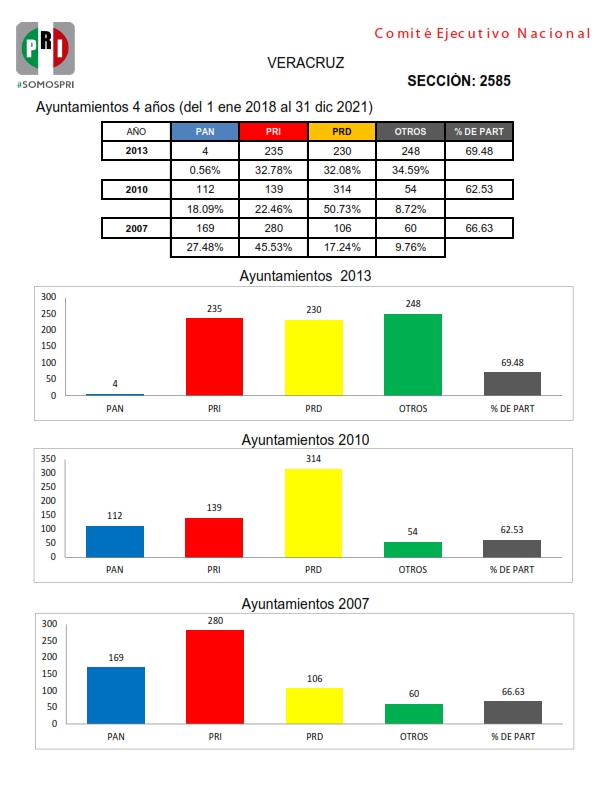 Comité Ejecutivo Nacional
PRI
#SOMOSPRI
VERACRUZ
SECCIÓN: 2585
Ayuntamientos 4 años (del 1 ene 2018 al 31 dic 2021)
AÑO PAN PRI PRD OTROS % DE PART
2013 4 235 230 248 69.48
0.56% 32.78% 32.08% 34.59%
2010 112 139 314 54 62.53
18.09% 22.46% 50.73% 8.72%
2007 169 280 106 60 66.63
27.48% 45.53% 17.24% 9.76%
Ayuntamientos 2013
300
250
200
150
100
50
0
4 235 230 248 69.48
PAN PRI PRD OTROS % DE PART
Ayuntamientos 2010
350
300
250
200
150
100
50
0
112 139 314 54 62.53
PAN PRI PRD OTROS % DE PART
Ayuntamientos 2007
300
250
200
150
100
50
0
169 280 106 60 66.63
PAN PRI PRD OTROS % DE PART